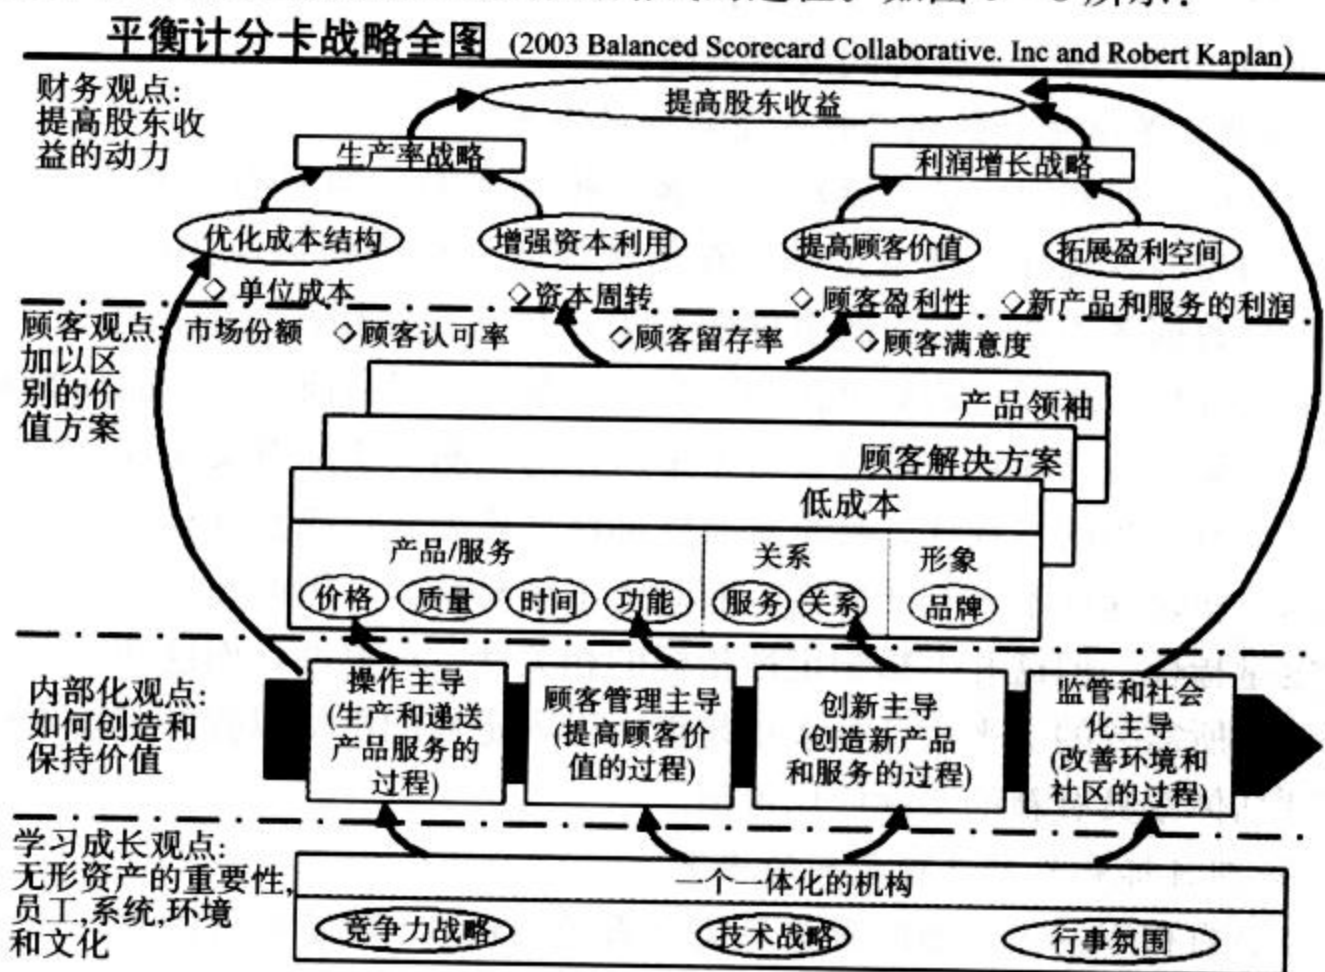 平衡计分卡战略全图 (2003 Balanced Scorecard Collaborative. Inc and Robert Kaplan)
财务观点:
提高股东收
益的动力
提高股东收益
生产率战略
利润增长战略
优化成本结构
增强资本利用
提高顾客价值
拓展盈利空间
◇ 单位成本
◇资本周转
◇ 顾客盈利性
◇新产品和服务的利润
顾客观点:
加以区
别的价
值方案
市场份额
◇顾客认可率
◇顾客留存率
◇顾客满意度
产品领袖
顾客解决方案
低成本
产品/服务
关系
形象
价格
质量
时间
功能
服务
关系
品牌
内部化观点:
如何创造和
保持价值
操作主导
(生产和递送
产品服务的
过程)
顾客管理主导
(提高顾客价
值的过程)
创新主导
(创造新产品
和服务的过程)
监管和社会
化主导
(改善环境和
社区的过程)
学习成长观点:
无形资产的重要性,
员工,系统,环境
和文化
一个一体化的机构
竞争力战略
技术战略
行事氛围